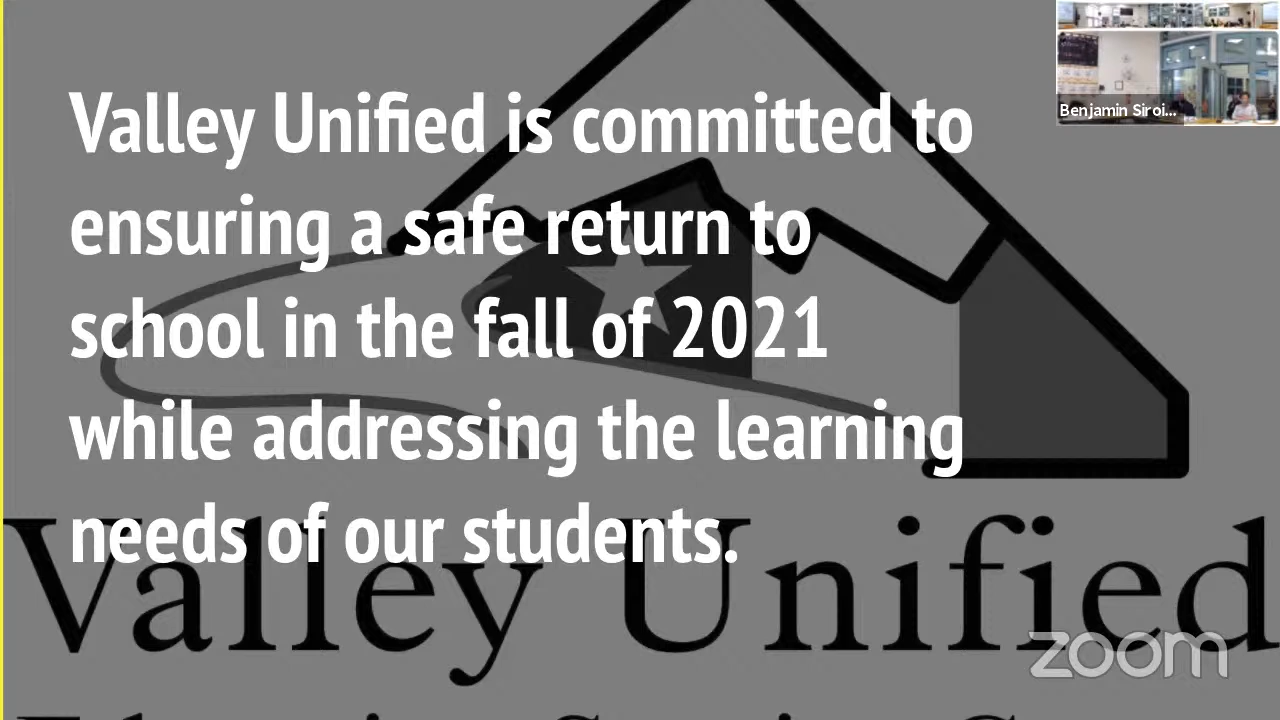 Benjamin Siroi...
Valley Unified is committed to
ensuring a safe return to
school in the fall of 2021
while addressing the learning
needs of our students.
Valley Unified
zoom